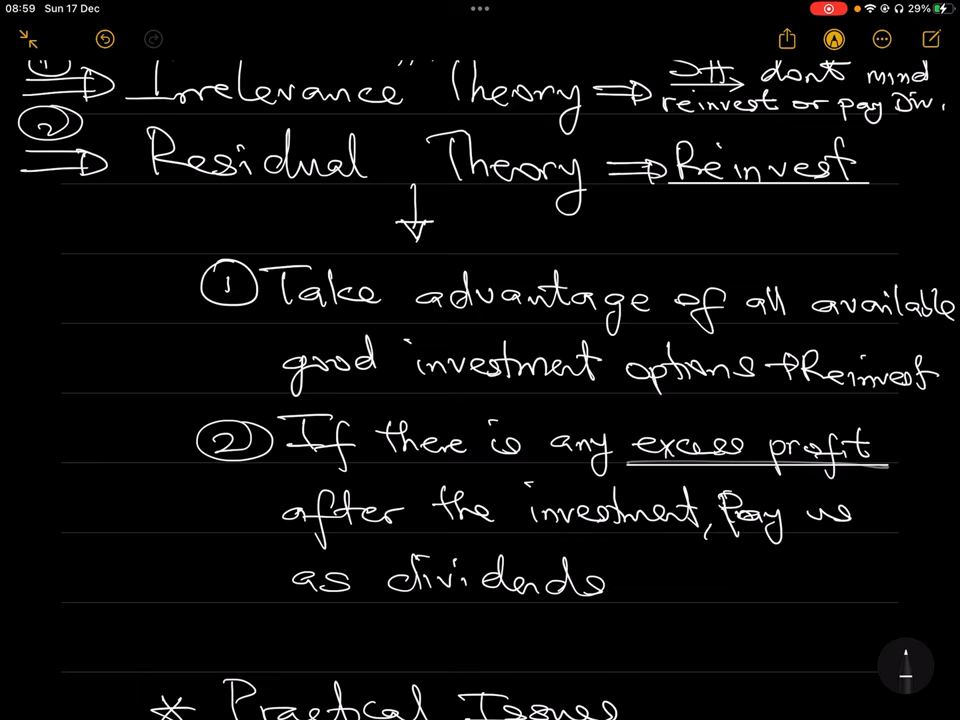 08:59 Sun 17 Dec 29%
① ⇒ Irrelevance" Theory ⇒ SH don't mind
reinvest or pay Div.
② ⇒ Residual Theory ⇒ Reinvest
① Take advantage of all available
good investment options → Reinvest
② If there is any excess profit
after the investment, Pay us
as dividends
* Practical Issues